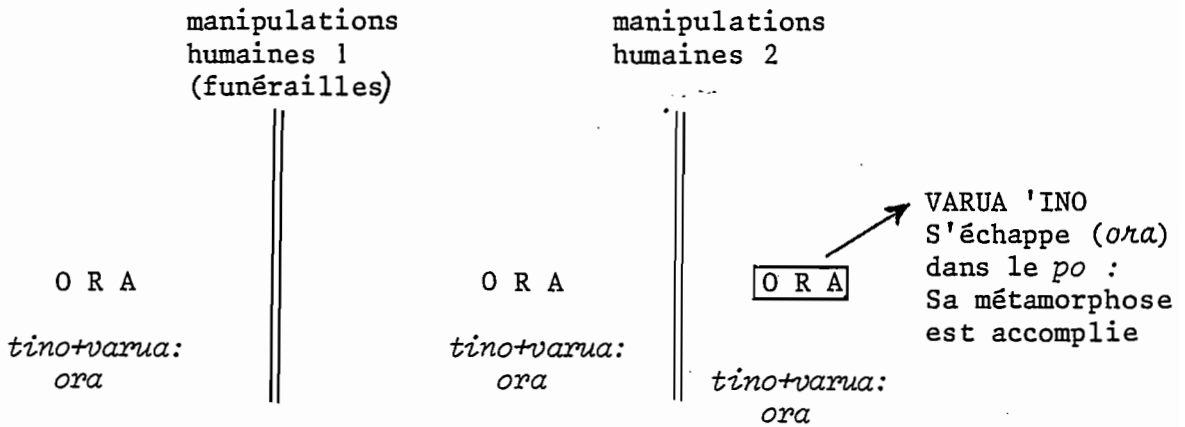 manipulations
humaines 1
(funérailles)
manipulations
humaines 2
O R A
tino+varua:
ora
O R A
tino+varua:
ora
O R A
tino+varua:
ora
VARUA 'INO
S'échappe (ora)
dans le po :
Sa métamorphose
est accomplie